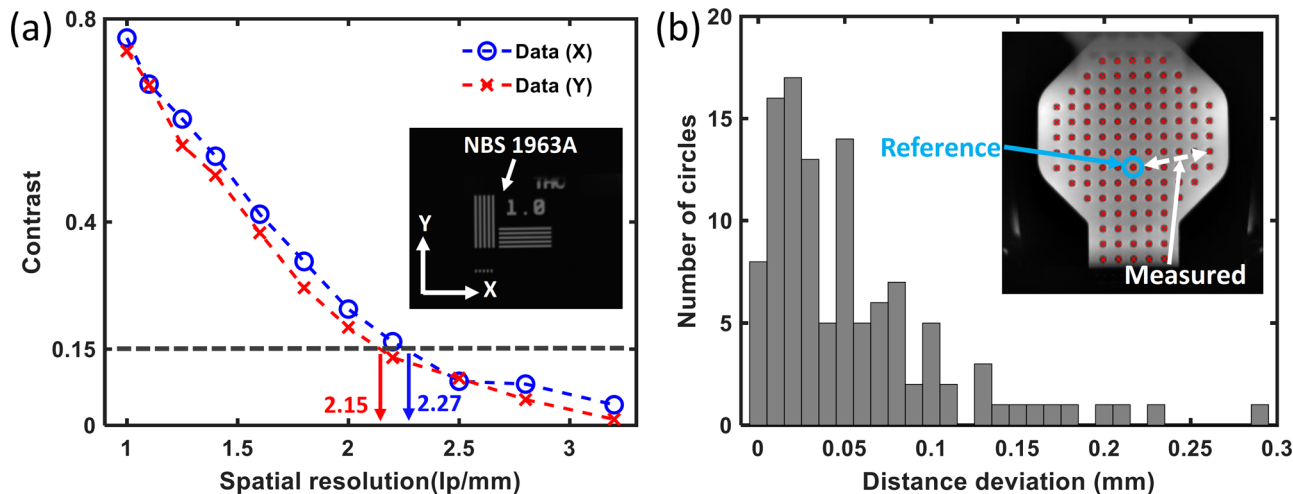 (a)
0.8
0.4
0.15
0
Contrast
Data (X)
Data (Y)
NBS 1963A
THO
1.0
Y
X
2.15
2.27
1
1.5
2
2.5
3
Spatial resolution(lp/mm)
(b)
20
15
10
5
0
Number of circles
Reference
Measured
0
0.05
0.1
0.15
0.2
0.25
0.3
Distance deviation (mm)